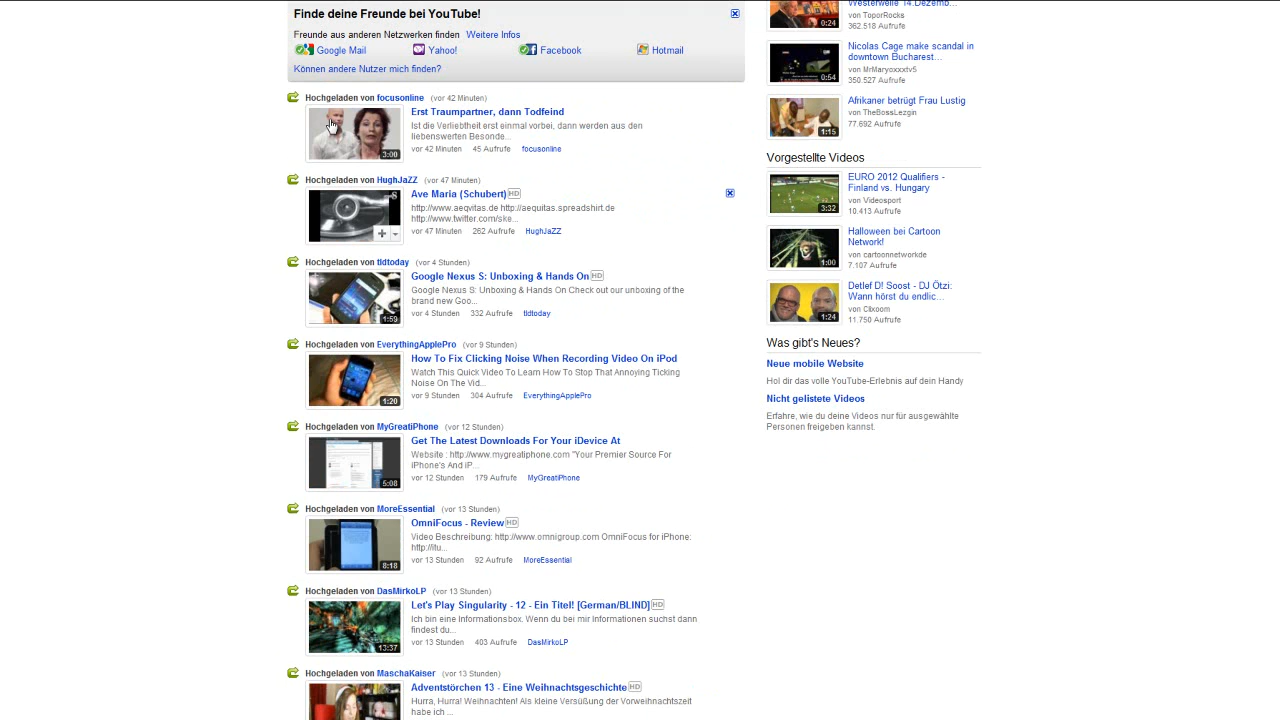 Finde deine Freunde bei YouTube!
Freunde aus anderen Netzwerken finden Weitere Infos
Google Mail Yahoo! Facebook Hotmail
Können andere Nutzer mich finden?
Hochgeladen von focusonline (vor 42 Minuten)
Erst Traumpartner, dann Todfeind
Ist die Verliebtheit erst einmal vorbei, dann werden aus den
liebenswerten Besonde...
3:00
vor 42 Minuten 45 Aufrufe focusonline
Hochgeladen von HughJaZZ (vor 47 Minuten)
Ave Maria (Schubert) HD
http://www.aeqvitas.de http://aequitas.spreadshirt.de
http://www.twitter.com/ske...
vor 47 Minuten 262 Aufrufe HughJaZZ
Hochgeladen von tldtoday (vor 4 Stunden)
Google Nexus S: Unboxing & Hands On HD
Google Nexus S: Unboxing & Hands On Check out our unboxing of the
brand new Goo...
1:59
vor 4 Stunden 332 Aufrufe tldtoday
Hochgeladen von EverythingApplePro (vor 9 Stunden)
How To Fix Clicking Noise When Recording Video On iPod
Watch This Quick Video To Learn How To Stop That Annoying Ticking
Noise On The Vid...
1:20
vor 9 Stunden 304 Aufrufe EverythingApplePro
Hochgeladen von MyGreatiPhone (vor 12 Stunden)
Get The Latest Downloads For Your iDevice At
Website : http://www.mygreatiphone.com "Your Premier Source For
iPhone's And iP...
5:08
vor 12 Stunden 179 Aufrufe MyGreatiPhone
Hochgeladen von MoreEssential (vor 13 Stunden)
OmniFocus - Review HD
Video Beschreibung: http://www.omnigroup.com OmniFocus for iPhone:
http://itu...
8:18
vor 13 Stunden 92 Aufrufe MoreEssential
Hochgeladen von DasMirkoLP (vor 13 Stunden)
Let's Play Singularity - 12 - Ein Titel! [German/BLIND] HD
Ich bin eine Informationsbox. Wenn du bei mir Informationen suchst dann
findest du...
13:37
vor 13 Stunden 403 Aufrufe DasMirkoLP
Hochgeladen von MaschaKaiser (vor 13 Stunden)
Adventstörchen 13 - Eine Weihnachtsgeschichte HD
Hurra, Hurra! Weihnachten! Als kleine Versüßung der Vorweihnachtszeit
habe ich ...
Westerwelle 14.Dezemb...
von ToporRocks
0:24
362.518 Aufrufe
Nicolas Cage make scandal in
downtown Bucharest...
von MrMaryoxxxtv5
0:54
350.527 Aufrufe
Afrikaner betrügt Frau Lustig
von TheBossLezgin
77.692 Aufrufe
1:15
Vorgestellte Videos
EURO 2012 Qualifiers -
Finland vs. Hungary
von Videosport
3:32
10.413 Aufrufe
Halloween bei Cartoon
Network!
von cartoonnetworkde
1:00
7.107 Aufrufe
Detlef D! Soost - DJ Ötzi:
Wann hörst du endlic...
von Clixoom
1:24
11.750 Aufrufe
Was gibt's Neues?
Neue mobile Website
Hol dir das volle YouTube-Erlebnis auf dein Handy
Nicht gelistete Videos
Erfahre, wie du deine Videos nur für ausgewählte
Personen freigeben kannst.